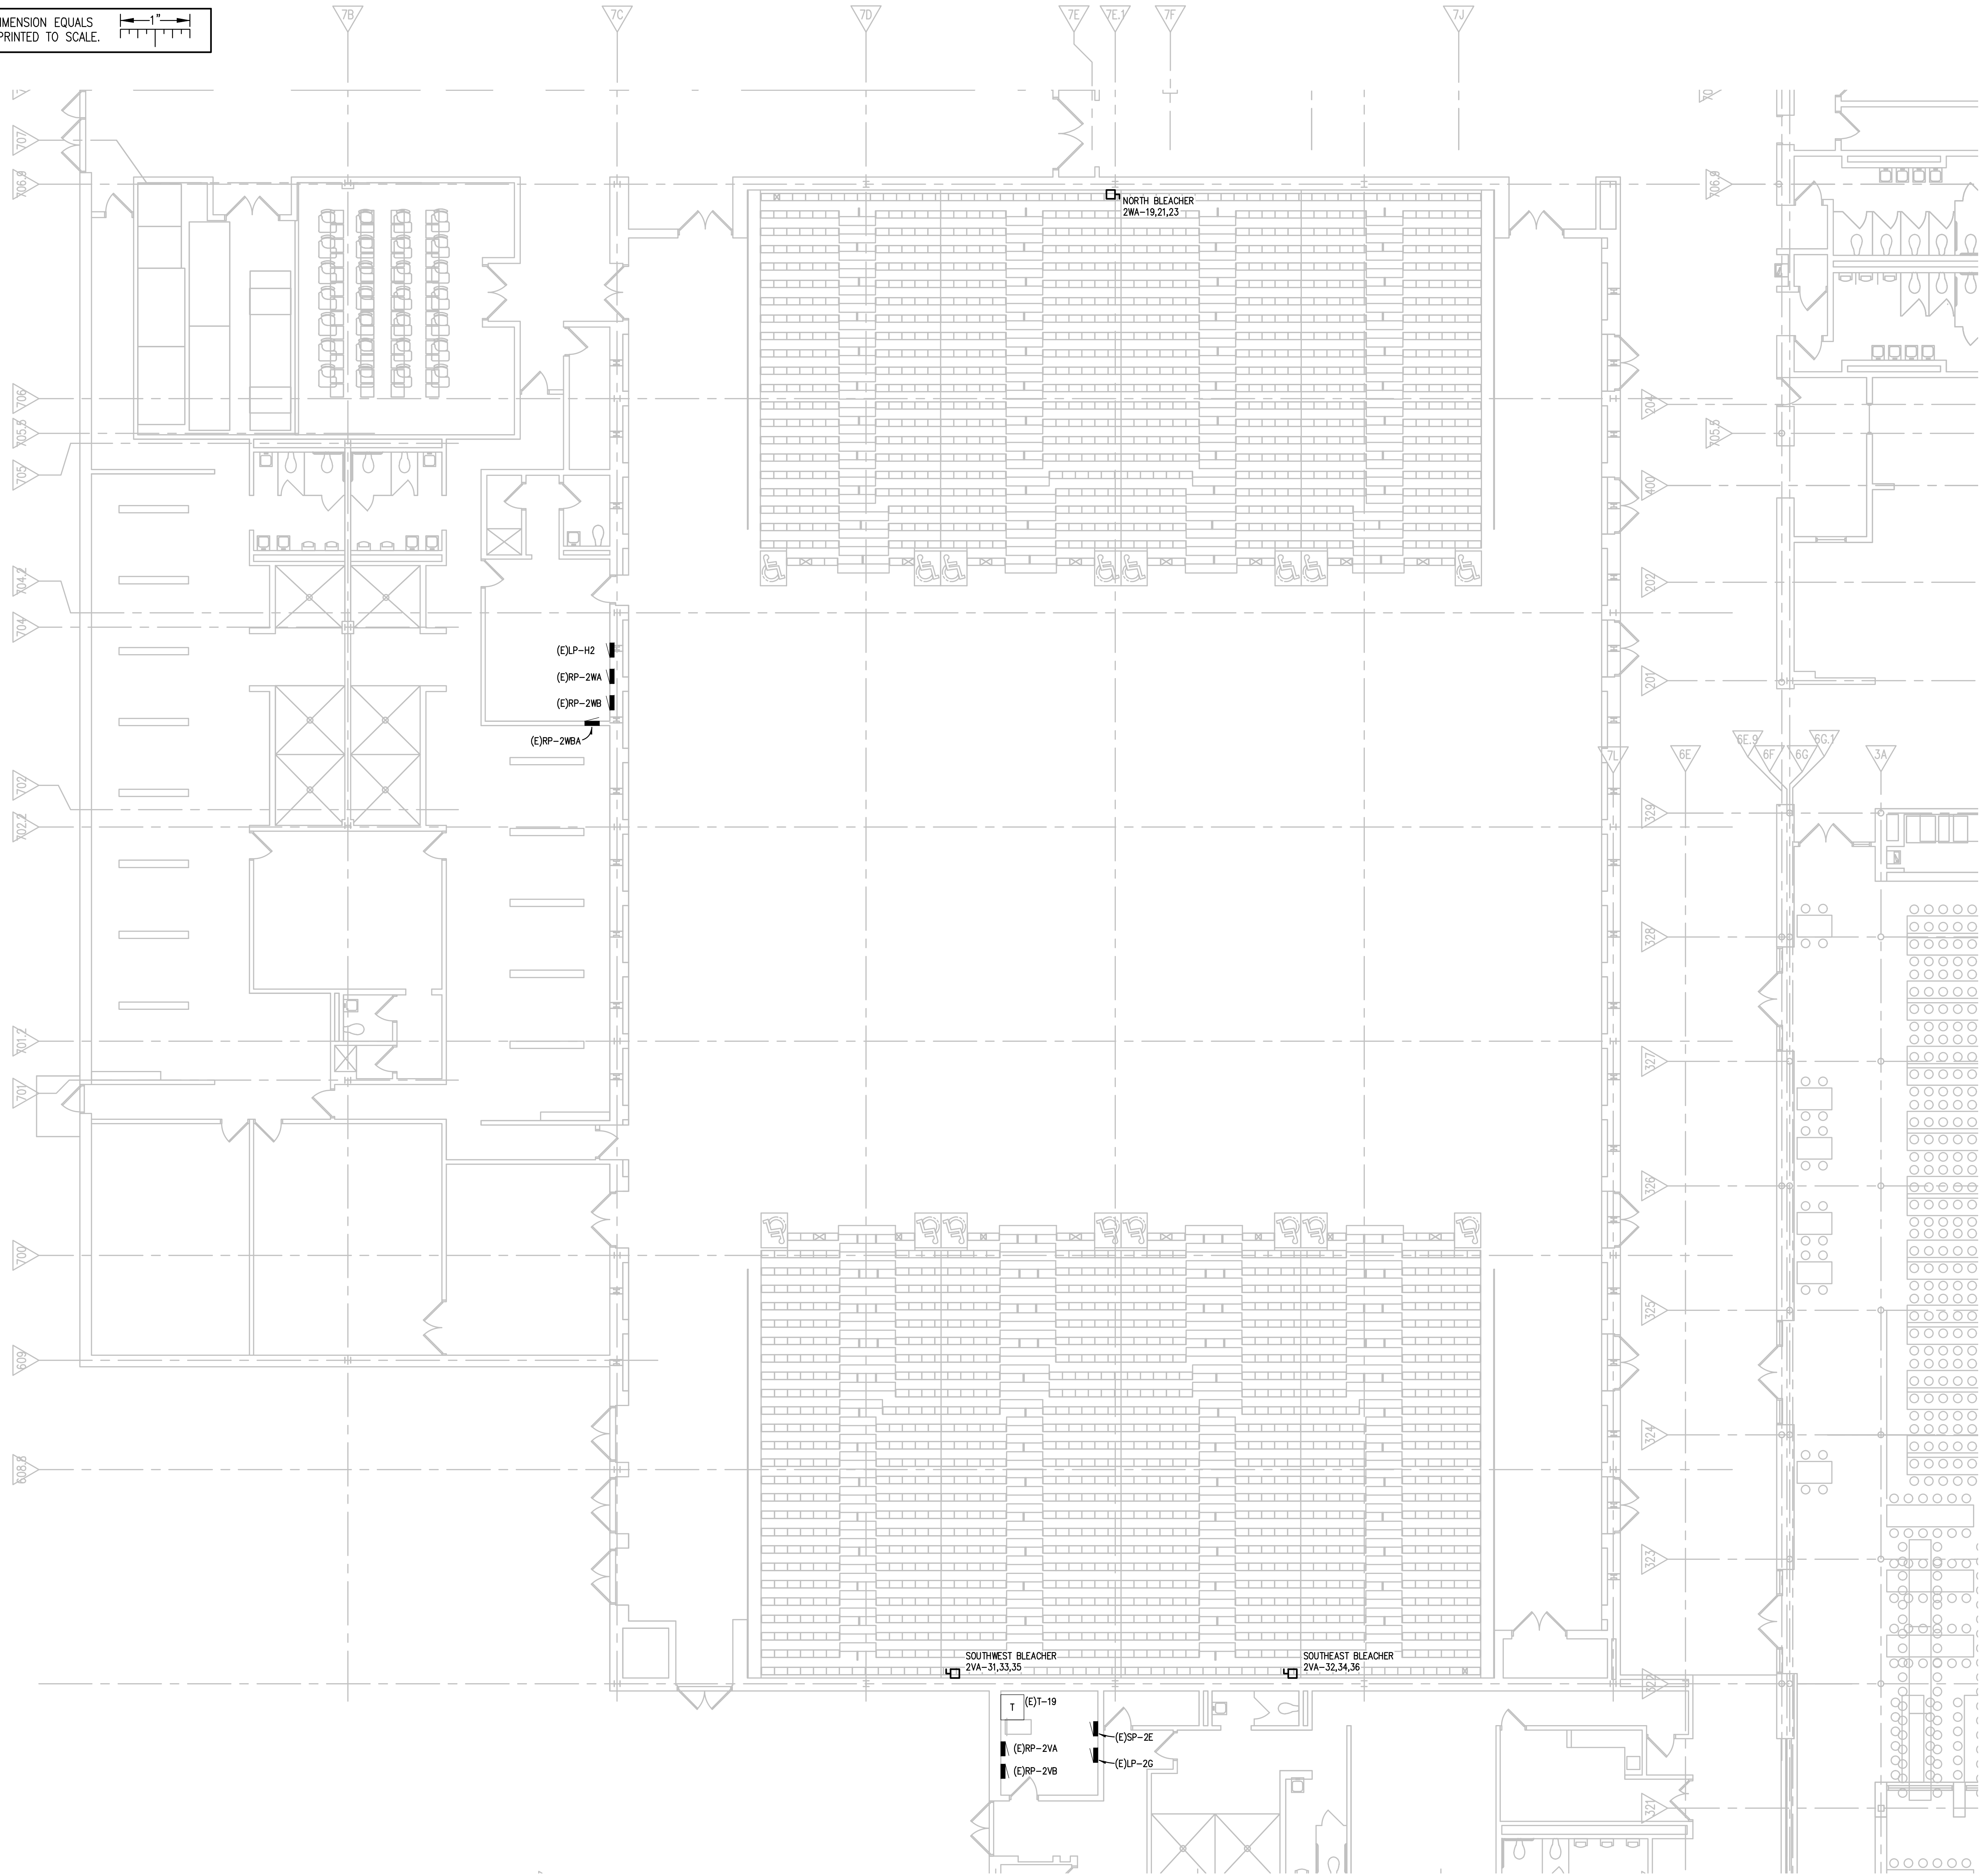 IMENSION EQUALS
PRINTED TO SCALE.
1"
7B
7C
7D
7E
7E.1
7F
7J
707
706.9
706.9
NORTH BLEACHER
2WA-19,21,23
706
705.5
705
204
705.5
400
704.2
704
202
(E)LP-H2
(E)RP-2WA
(E)RP-2WB
(E)RP-2WBA
201
7L
6E
6E.9
6F
6G
6G.1
3A
702
702.2
329
328
701.2
327
701
326
700
325
609
324
608.8
323
SOUTHWEST BLEACHER
2VA-31,33,35
SOUTHEAST BLEACHER
2VA-32,34,36
322
T
(E)T-19
(E)SP-2E
(E)RP-2VA
(E)LP-2G
(E)RP-2VB
321